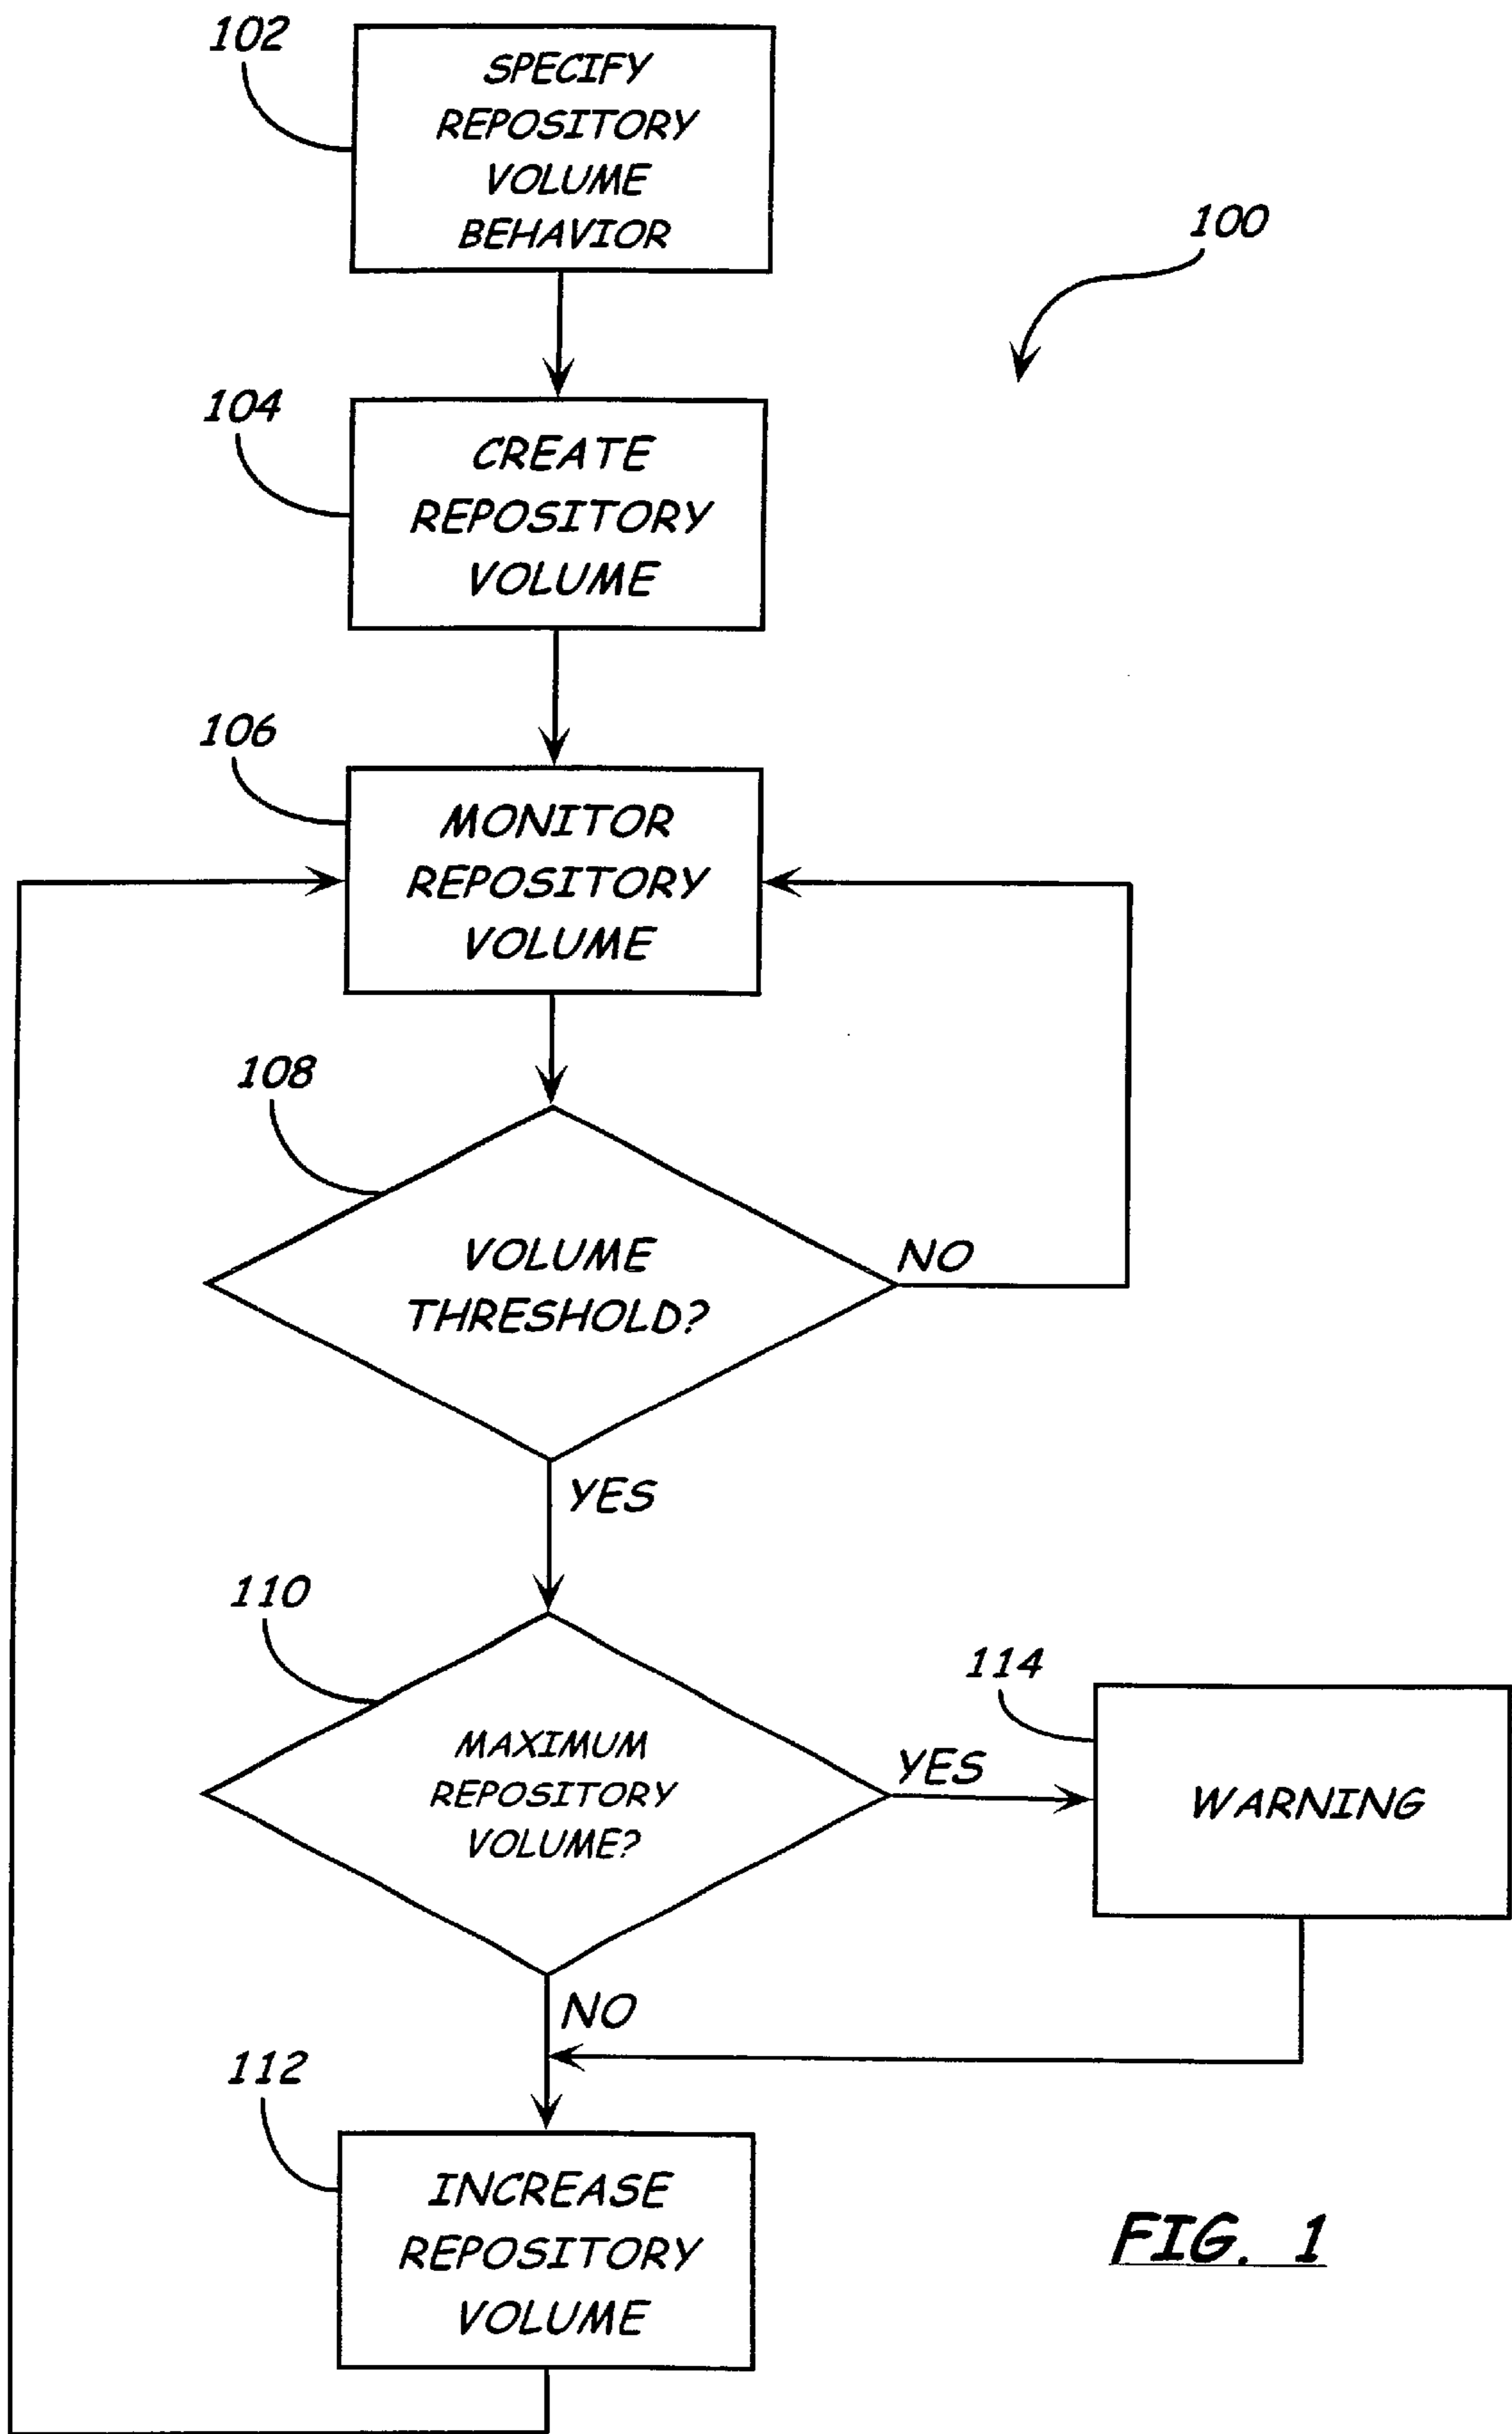 102
SPECIFY
REPOSITORY
VOLUME
BEHAVIOR
100
104
CREATE
REPOSITORY
VOLUME
106
MONITOR
REPOSITORY
VOLUME
108
VOLUME
THRESHOLD?
NO
YES
110
MAXIMUM
REPOSITORY
VOLUME?
YES
114
WARNING
NO
112
INCREASE
REPOSITORY
VOLUME
FIG. 1